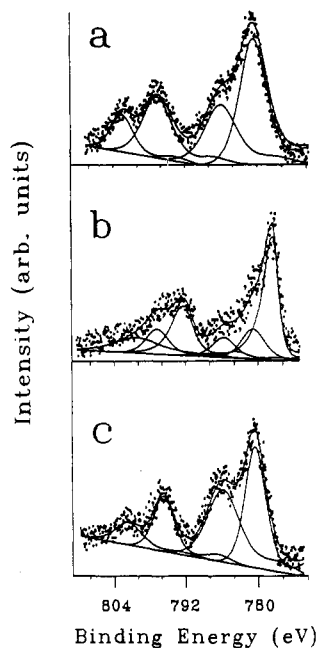 a
b
c
Intensity (arb. units)
804 792 780
Binding Energy (eV)